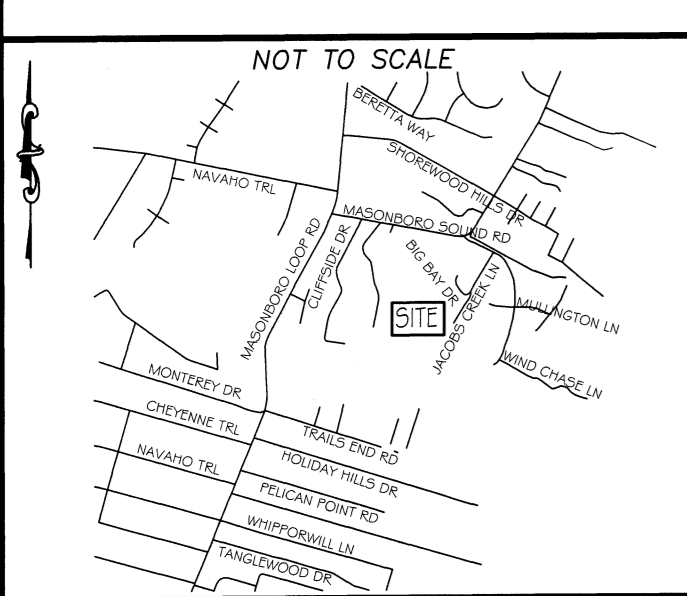 NOT TO SCALE
BERETTA WAY
SHOREWOOD HILLS DR
NAVAHO TRL
MASONBORO SOUND RD
MASONBORO LOOP RD
CLIFFSIDE DR
BIG BAY DR
JACOBS CREEK LN
SITE
MULLINGTON LN
WIND CHASE LN
MONTEREY DR
CHEYENNE TRL
TRAILS END RD
NAVAHO TRL
HOLIDAY HILLS DR
PELICAN POINT RD
WHIPPORWILL LN
TANGLEWOOD DR